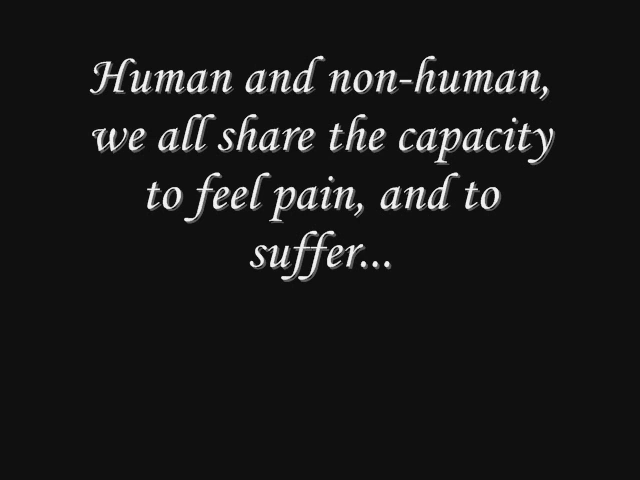 Human and non-human,
we all share the capacity
to feel pain, and to
suffer...